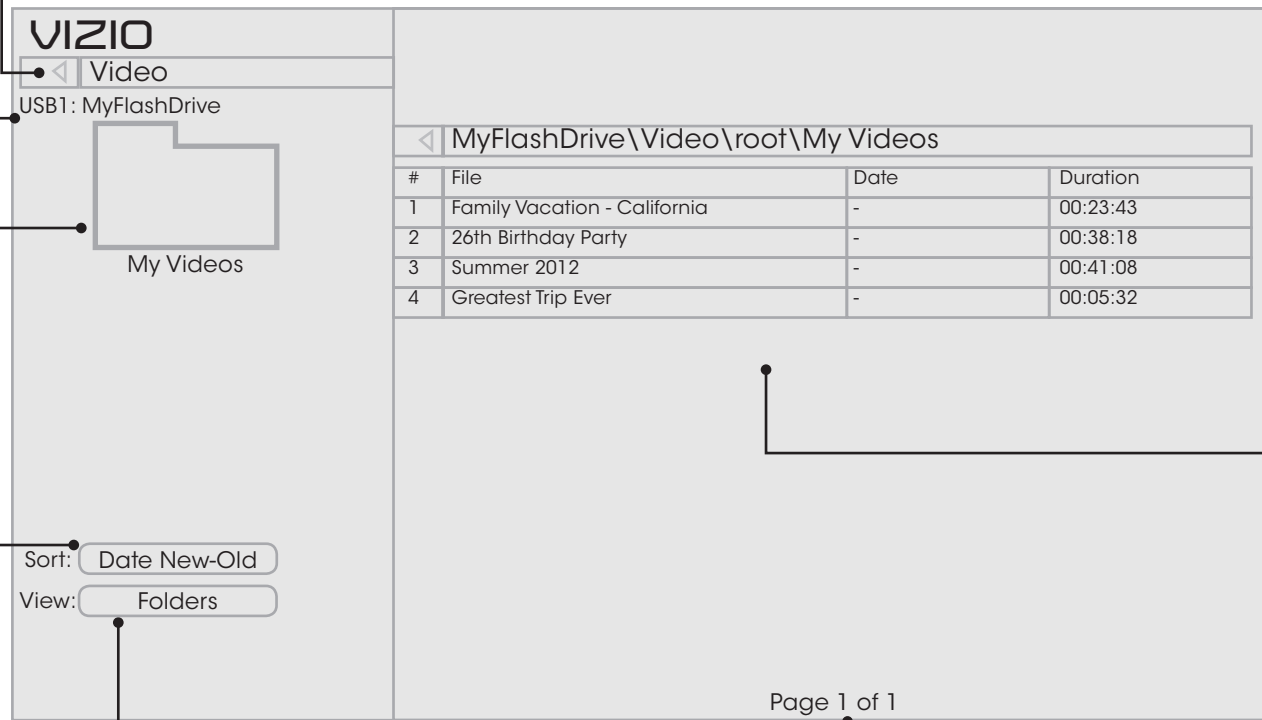 VIZIO
Video
USB1: MyFlashDrive
My Videos
Sort: Date New-Old
View: Folders
MyFlashDrive\Video\root\My Videos
# File Date Duration
1 Family Vacation - California - 00:23:43
2 26th Birthday Party - 00:38:18
3 Summer 2012 - 00:41:08
4 Greatest Trip Ever - 00:05:32
Page 1 of 1